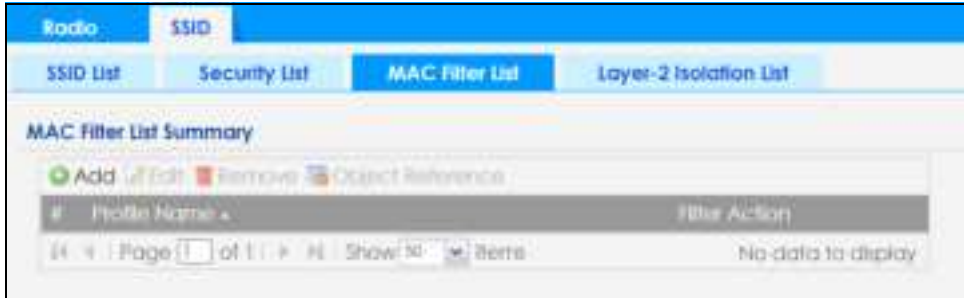 Radio SSID
SSID List Security List MAC Filter List Layer-2 Isolation List
MAC Filter List Summary
Add Edit Remove Object Reference
# Profile Name Filter Action
Page 1 of 1 Show 50 items No data to display